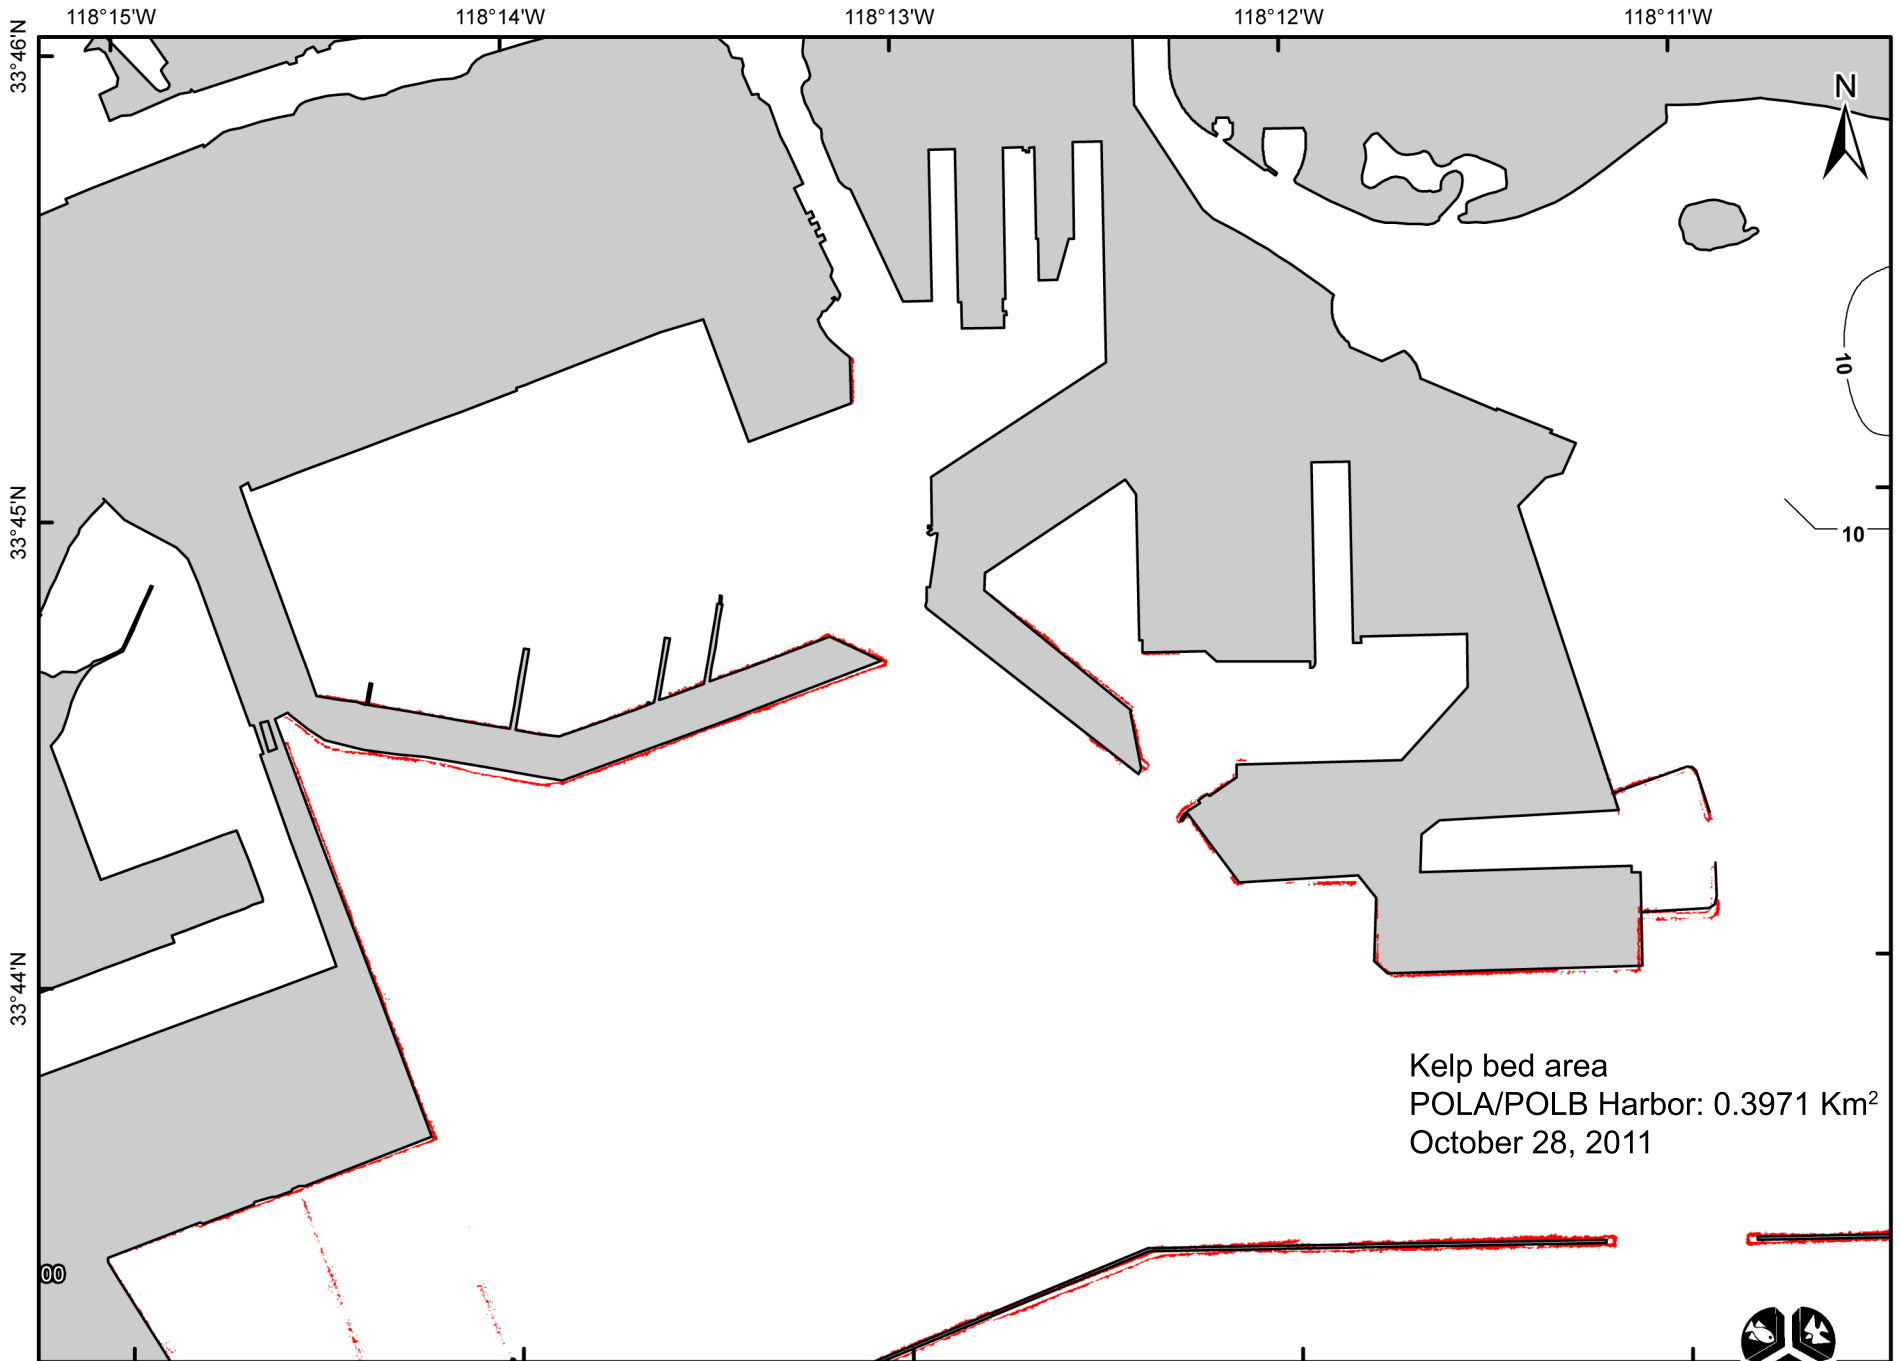 118°15'W 118°14'W 118°13'W 118°12'W 118°11'W
33°46'N
N
10
33°45'N
10
33°44'N
Kelp bed area
POLA/POLB Harbor: 0.3971 Km²
October 28, 2011
00